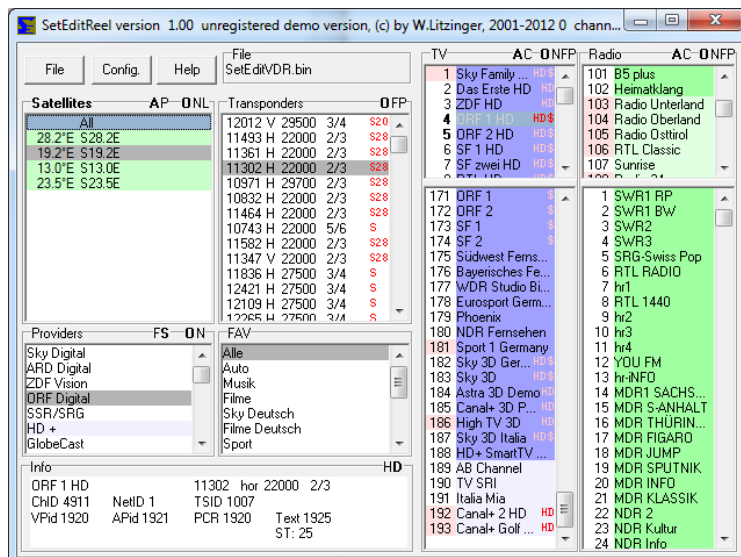 SetEditReel version 1.00 unregistered demo version, (c) by W.Litzinger, 2001-2012 0 chann...
File Config. Help
File
SetEditVDR.bin
Satellites AP ONL
All
28.2°E S28.2E
19.2°E S19.2E
13.0°E S13.0E
23.5°E S23.5E
Transponders OFP
12012 V 29500 3/4 S20
11493 H 22000 2/3 S28
11361 H 22000 2/3 S28
11302 H 22000 2/3 S28
10971 H 29700 2/3 S28
10832 H 22000 2/3 S28
11464 H 22000 2/3 S28
10743 H 22000 5/6 S
11582 H 22000 2/3 S28
11347 V 22000 2/3 S28
11836 H 27500 3/4 S
12421 H 27500 3/4 S
12109 H 27500 3/4 S
12265 H 27500 3/4 S
Providers FS ON
Sky Digital
ARD Digital
ZDF Vision
ORF Digital
SSR/SRG
HD +
GlobeCast
FAV
Alle
Auto
Musik
Filme
Sky Deutsch
Filme Deutsch
Sport
Info HD
ORF 1 HD 11302 hor 22000 2/3
ChID 4911 NetID 1 TSID 1007
VPid 1920 APid 1921 PCR 1920 Text 1925
ST: 25
TV AC ONFP
1 Sky Family ... HD $
2 Das Erste HD HD
3 ZDF HD HD
4 ORF 1 HD HD$
5 ORF 2 HD HD$
6 SF 1 HD HD$
7 SF zwei HD HD$
8 RTL HD HD$
171 ORF 1 $
172 ORF 2 $
173 SF 1 $
174 SF 2 $
175 Südwest Ferns...
176 Bayerisches Fe...
177 WDR Studio Bi...
178 Eurosport Germ...
179 Phoenix
180 NDR Fernsehen
181 Sport 1 Germany
182 Sky 3D Ger... HD $
183 Sky 3D HD $
184 Astra 3D Demo HD
185 Canal+ 3D P... HD
186 High TV 3D HD
187 Sky 3D Italia HD $
188 HD+ SmartTV ...
189 AB Channel
190 TV SRI
191 Italia Mia
192 Canal+ 2 HD HD
193 Canal+ Golf ... HD
Radio AC ONFP
101 B5 plus
102 Heimatklang
103 Radio Unterland
104 Radio Oberland
105 Radio Osttirol
106 RTL Classic
107 Sunrise
108 Radio 24
1 SWR1 RP
2 SWR1 BW
3 SWR2
4 SWR3
5 SRG-Swiss Pop
6 RTL RADIO
7 hr1
8 RTL 1440
9 hr2
10 hr3
11 hr4
12 YOU FM
13 hr-iNFO
14 MDR1 SACHS...
15 MDR S-ANHALT
16 MDR THÜRIN...
17 MDR FIGARO
18 MDR JUMP
19 MDR SPUTNIK
20 MDR INFO
21 MDR KLASSIK
22 NDR 2
23 NDR Kultur
24 NDR Info